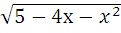 √(5 − 4x − x²)